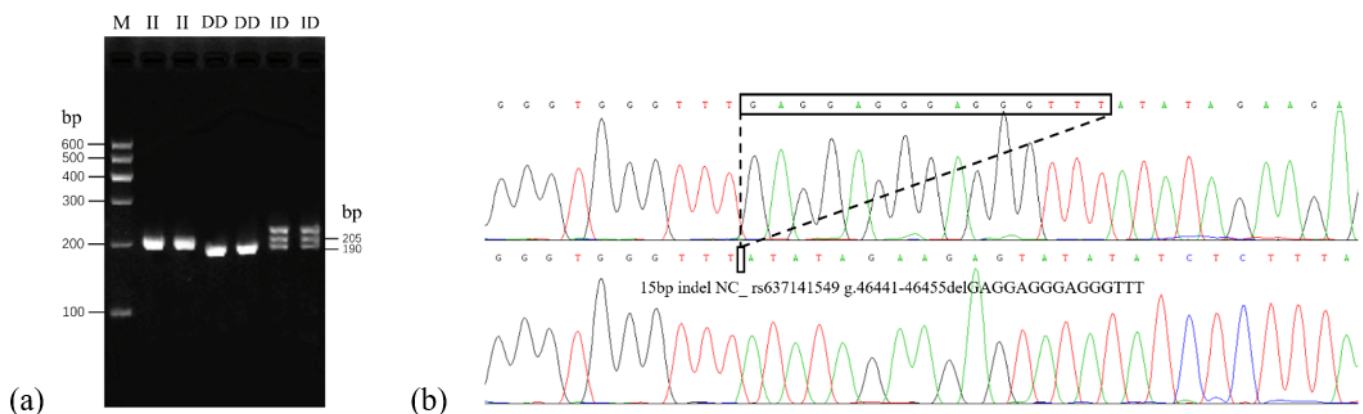 M II II DD DD ID ID
bp
600
500
400
300
200
100
bp
205
190
(a)
G G G T G G G T T T G A G G A G G G A G G G T T T A T A T A G A A G A
G G G T G G G T T T A T A T A G A A G A G T A T A T A T C T C T T T A
15bp indel NC_ rs637141549 g.46441-46455delGAGGAGGGAGGGTTT
(b)